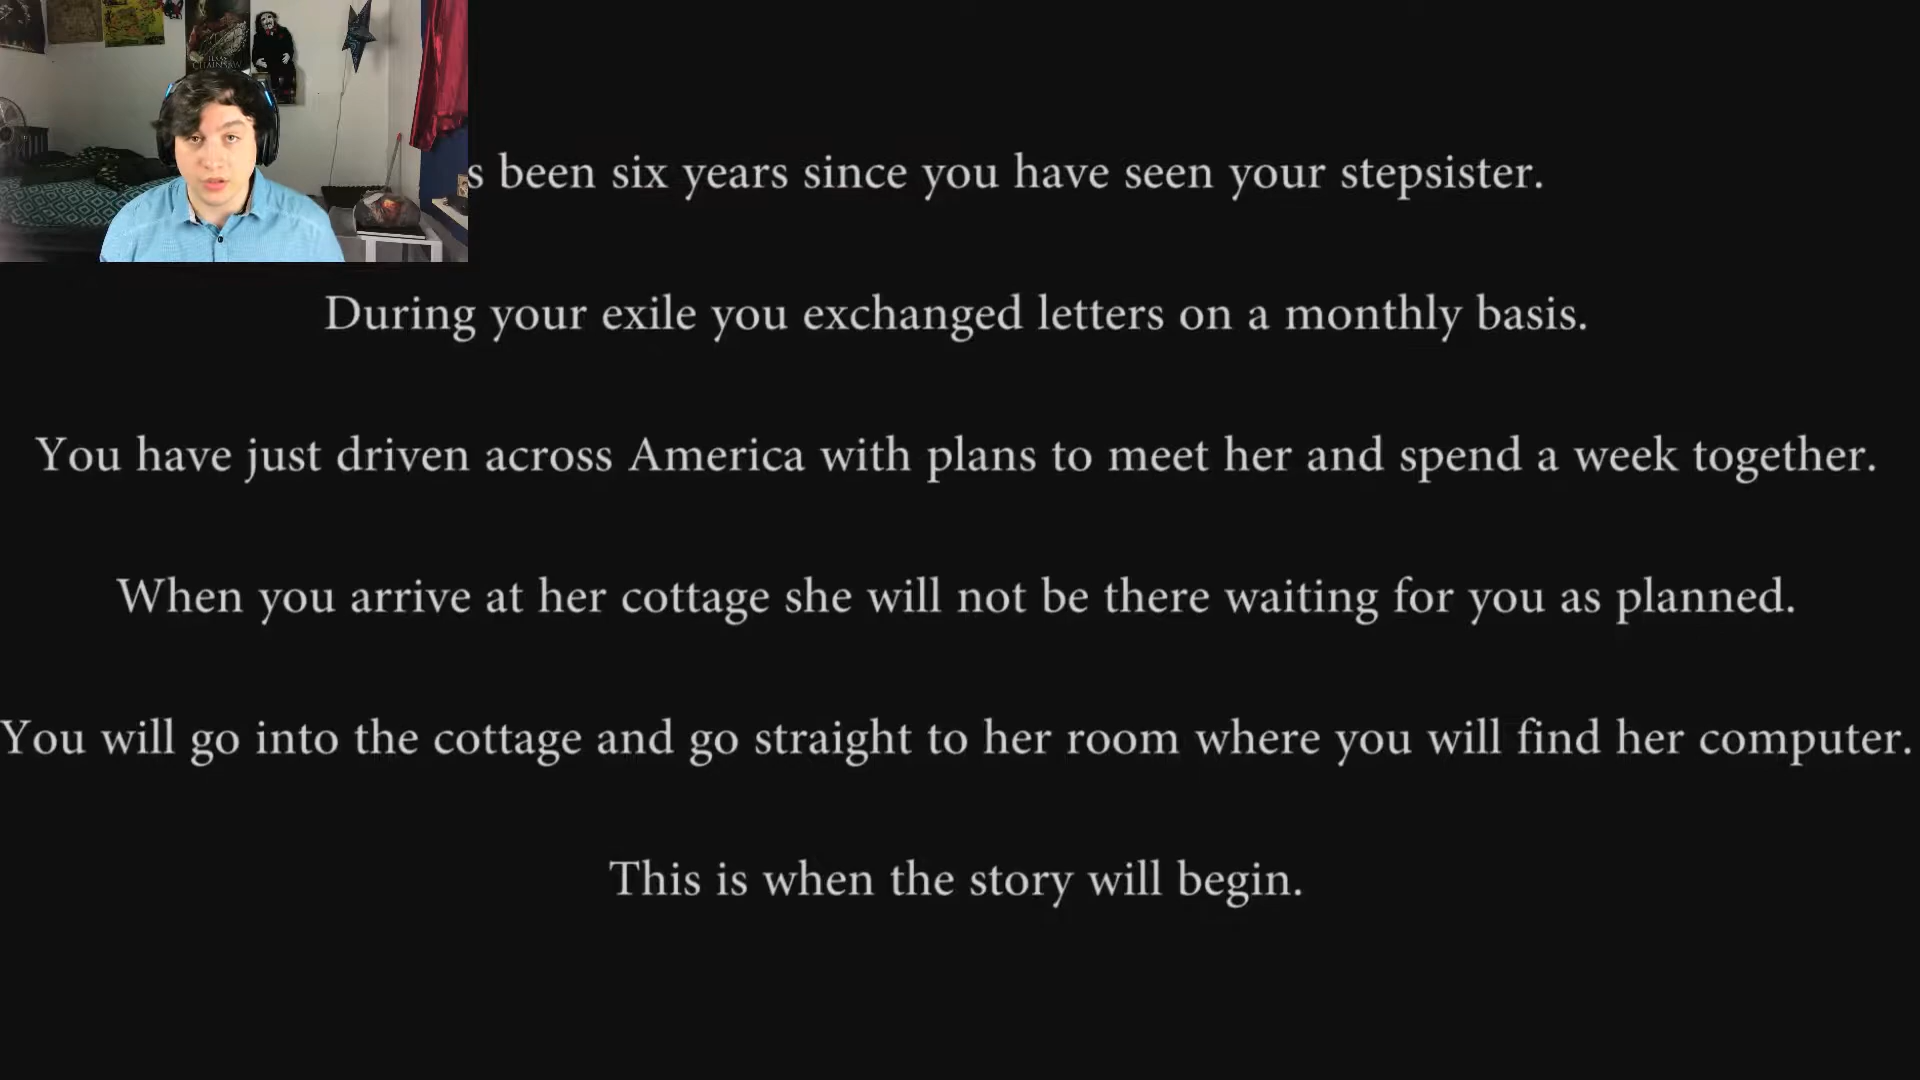 CHAINSAW
s been six years since you have seen your stepsister.
During your exile you exchanged letters on a monthly basis.
You have just driven across America with plans to meet her and spend a week together.
When you arrive at her cottage she will not be there waiting for you as planned.
You will go into the cottage and go straight to her room where you will find her computer.
This is when the story will begin.